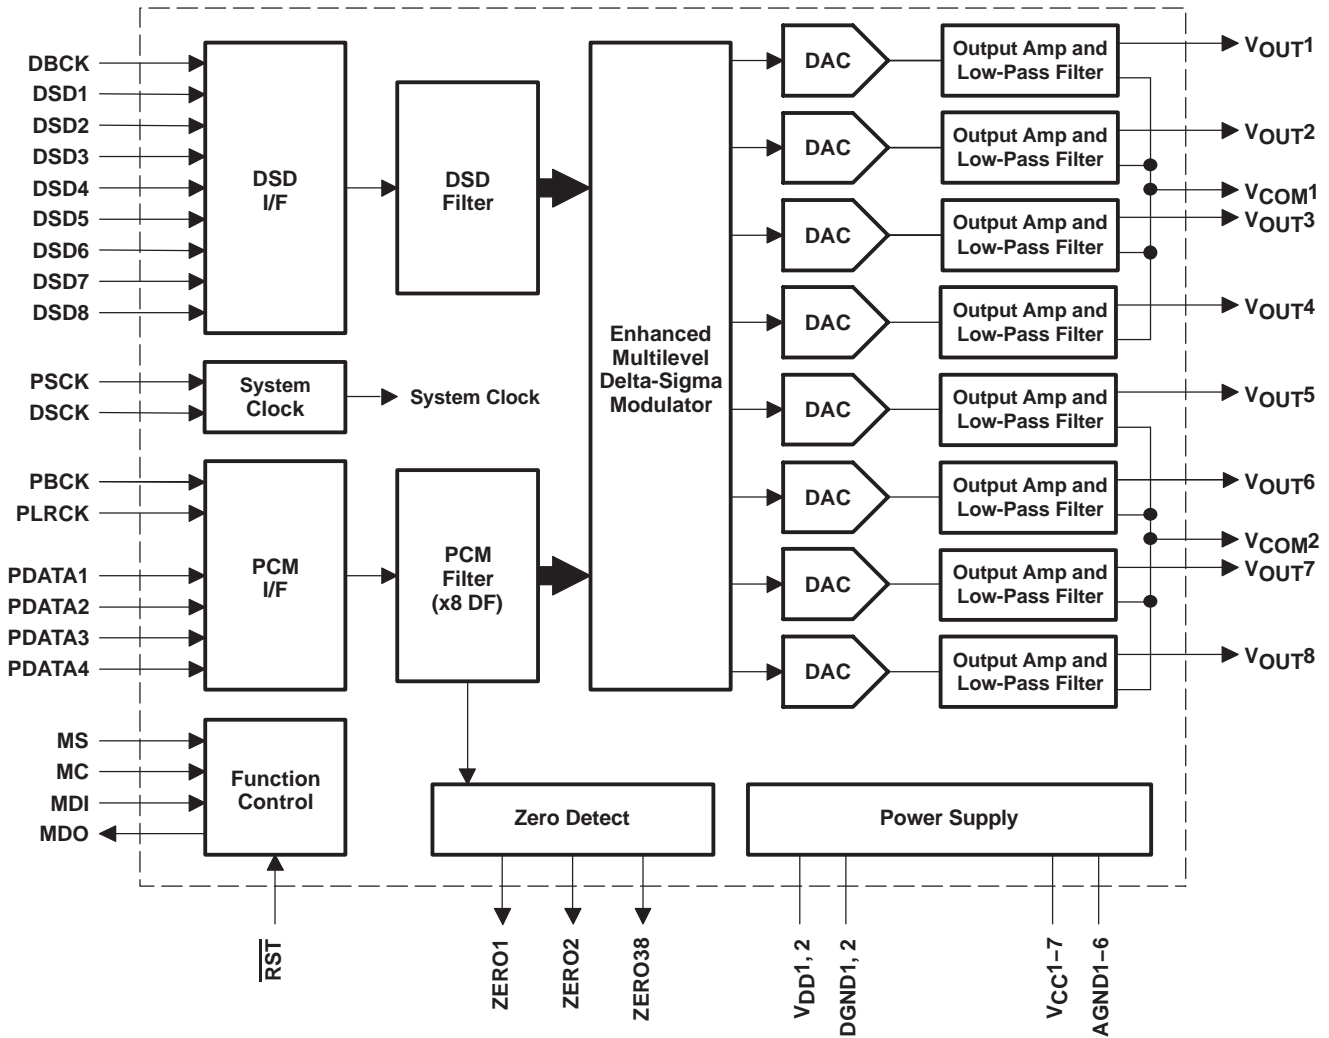 DBCK
DSD1
DSD2
DSD3
DSD4
DSD5
DSD6
DSD7
DSD8
DSD
I/F
DSD
Filter
PSCK
DSCK
System
Clock
System Clock
PBCK
PLRCK
PDATA1
PDATA2
PDATA3
PDATA4
PCM
I/F
PCM
Filter
(x8 DF)
Enhanced
Multilevel
Delta-Sigma
Modulator
DAC
Output Amp and
Low-Pass Filter
VOUT1
DAC
Output Amp and
Low-Pass Filter
VOUT2
VCOM1
DAC
Output Amp and
Low-Pass Filter
VOUT3
DAC
Output Amp and
Low-Pass Filter
VOUT4
DAC
Output Amp and
Low-Pass Filter
VOUT5
DAC
Output Amp and
Low-Pass Filter
VOUT6
VCOM2
DAC
Output Amp and
Low-Pass Filter
VOUT7
DAC
Output Amp and
Low-Pass Filter
VOUT8
MS
MC
MDI
MDO
Function
Control
Zero Detect
Power Supply
RST
ZERO1
ZERO2
ZERO38
VDD1, 2
DGND1, 2
VCC1–7
AGND1–6